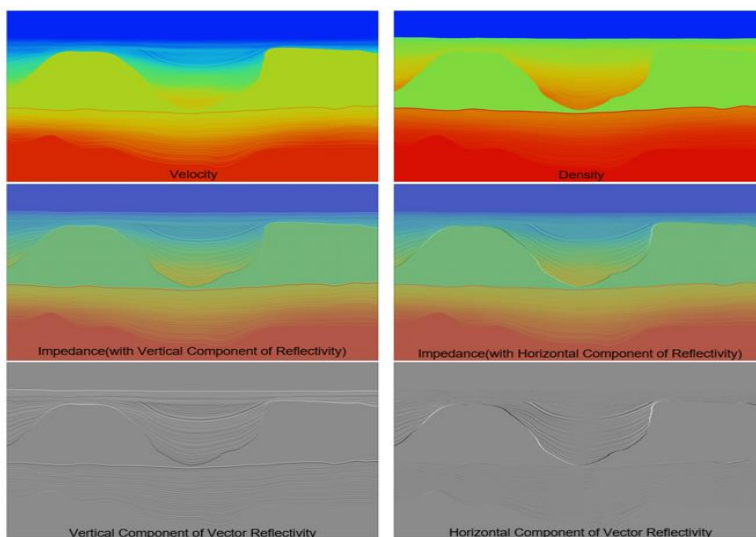 Velocity
Density
Impedance(with Vertical Component of Reflectivity)
Impedance(with Horizontal Component of Reflectivity)
Vertical Component of Vector Reflectivity
Horizontal Component of Vector Reflectivity